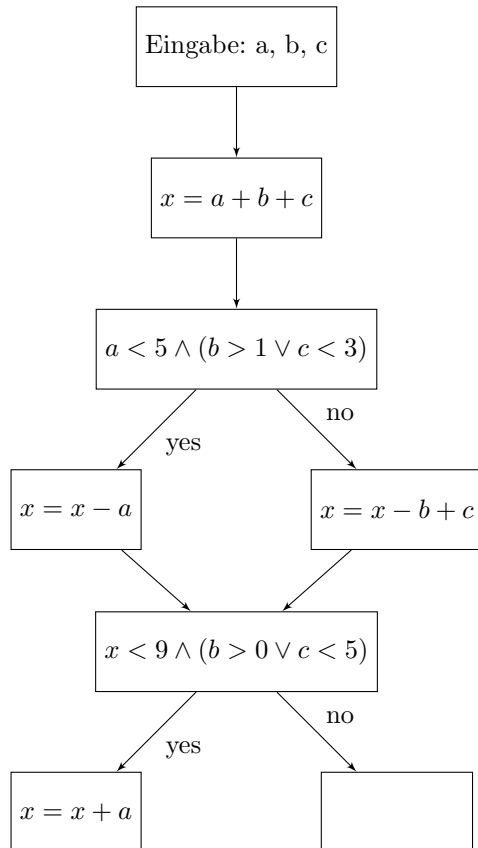 Eingabe: a, b, c
x = a + b + c
a < 5 ∧ (b > 1 ∨ c < 3)
yes
no
x = x − a
x = x − b + c
x < 9 ∧ (b > 0 ∨ c < 5)
yes
no
x = x + a